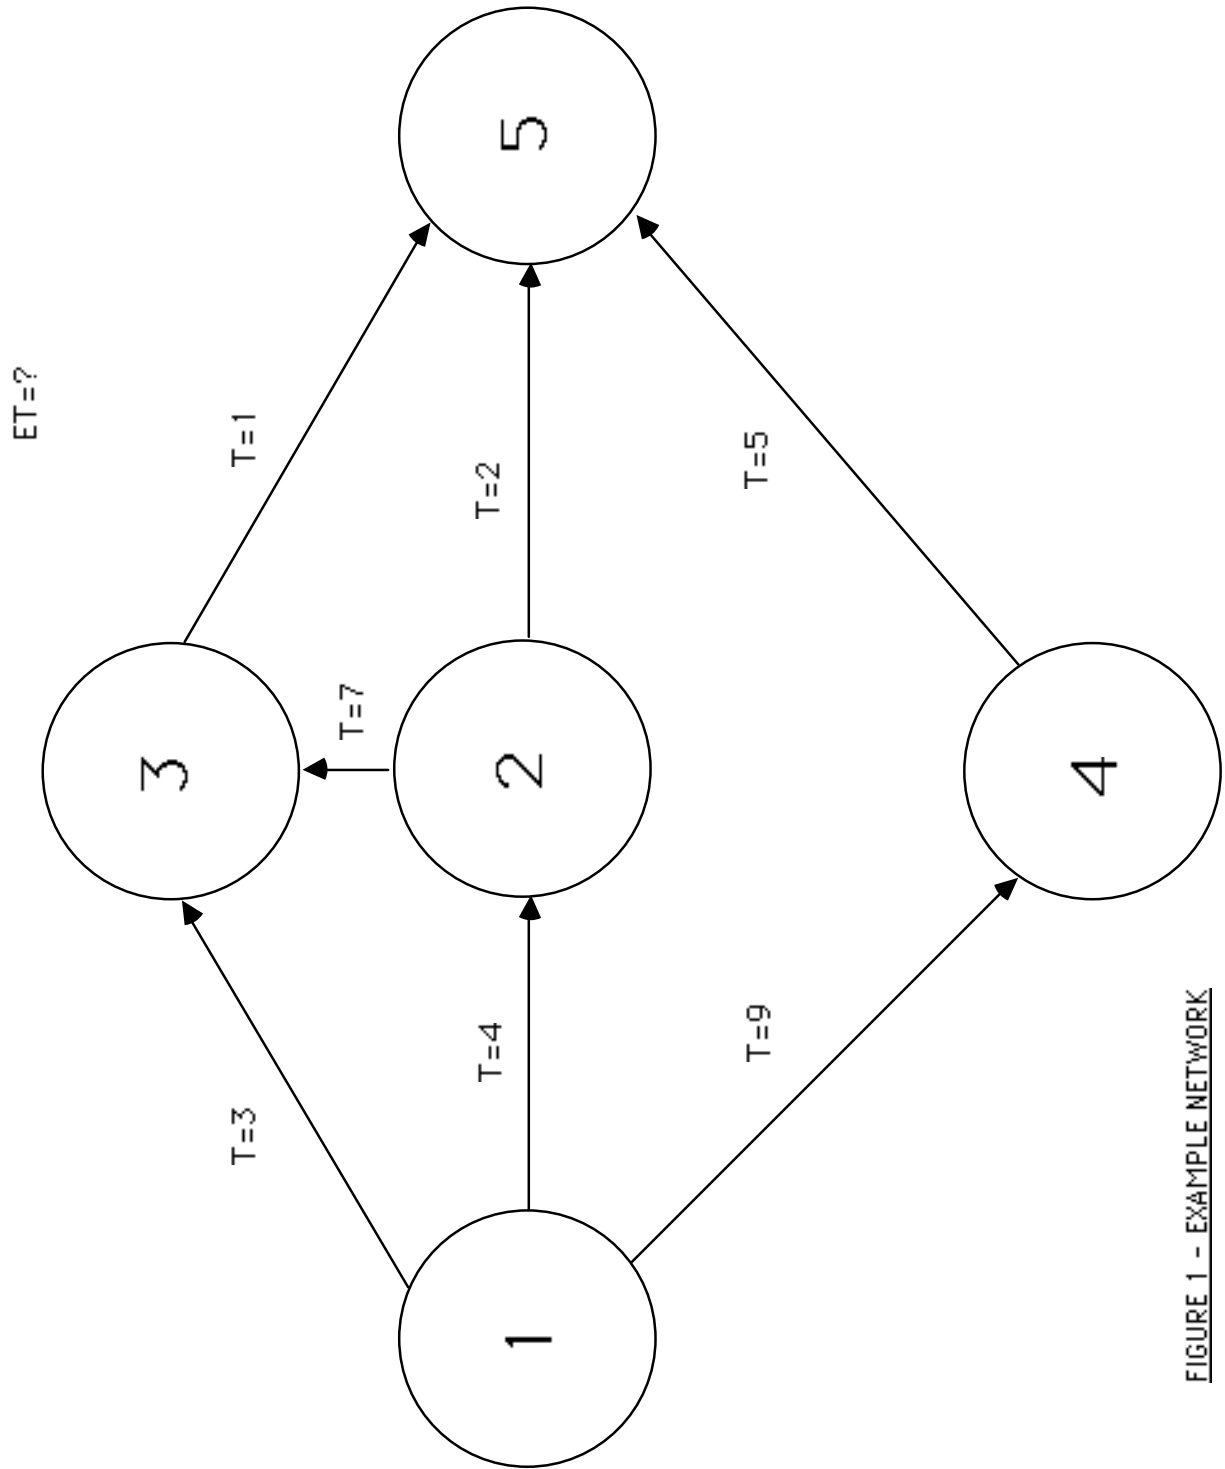 ET=?
3
T=1
T=3
T=7
1
T=4
2
T=2
5
T=9
T=5
4
FIGURE 1 - EXAMPLE NETWORK